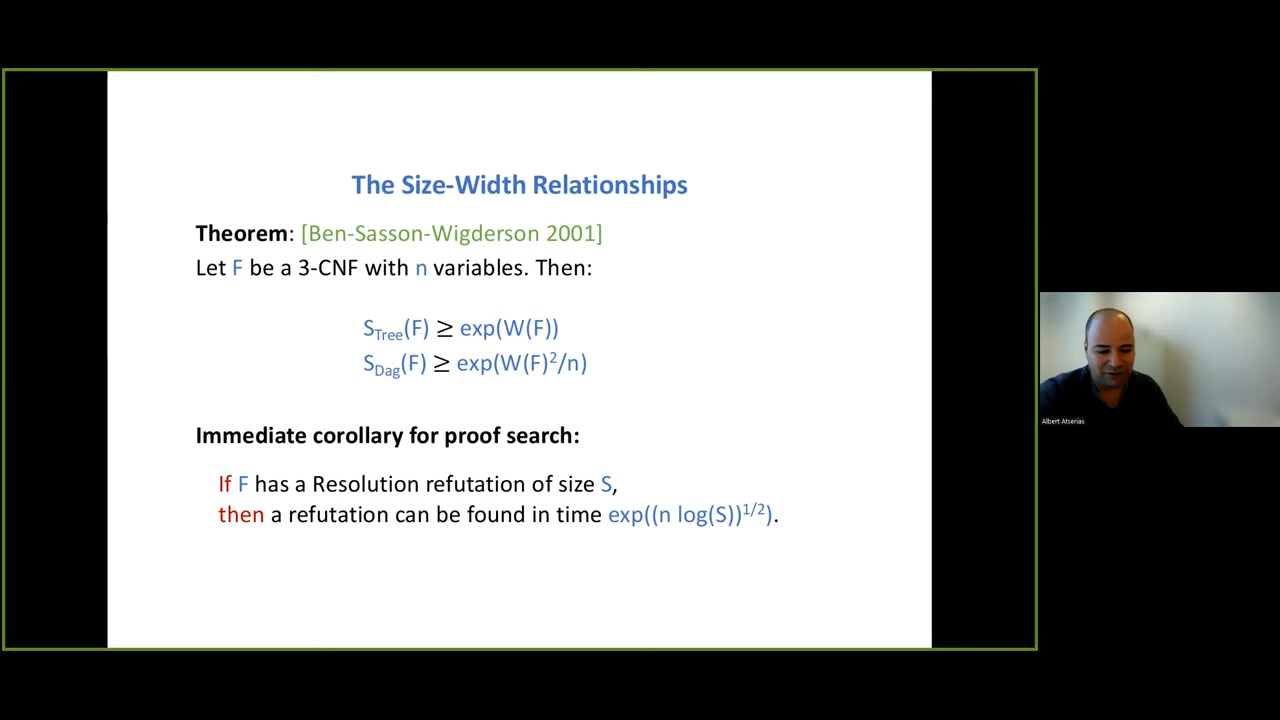 The Size-Width Relationships
Theorem: [Ben-Sasson-Wigderson 2001]
Let F be a 3-CNF with n variables. Then:
S_Tree(F) ≥ exp(W(F))
S_Dag(F) ≥ exp(W(F)²/n)
Immediate corollary for proof search:
If F has a Resolution refutation of size S,
then a refutation can be found in time exp((n log(S))^1/2).
Albert Atserias